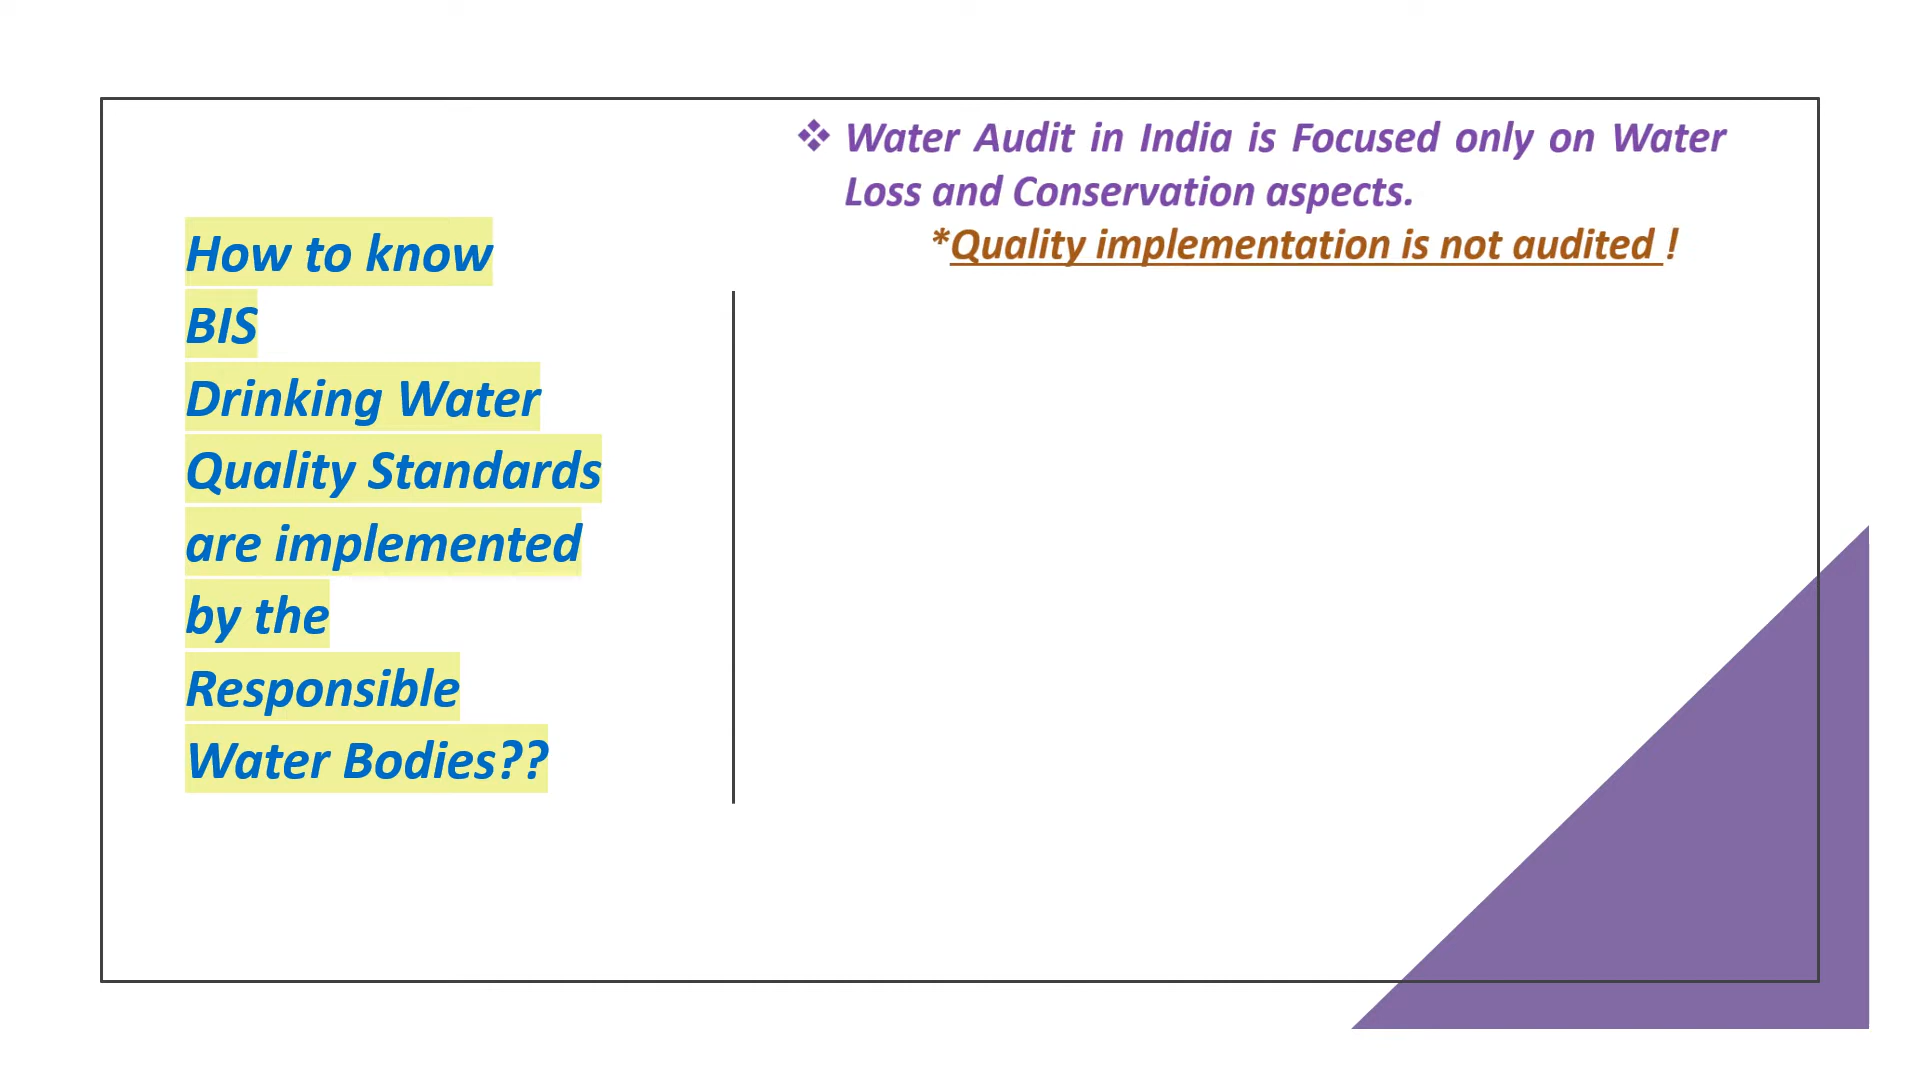 How to know
BIS
Drinking Water
Quality Standards
are implemented
by the
Responsible
Water Bodies??
❖ Water Audit in India is Focused only on Water
Loss and Conservation aspects.
*Quality implementation is not audited !